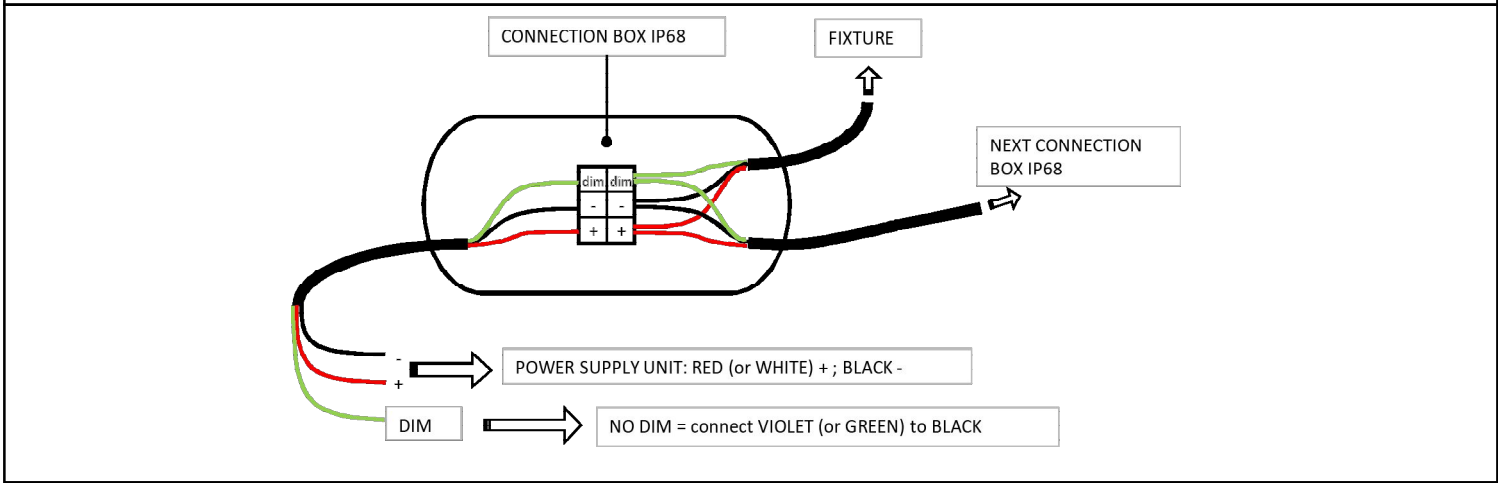 CONNECTION BOX IP68
FIXTURE
NEXT CONNECTION
BOX IP68
dim dim
- -
+ +
-
POWER SUPPLY UNIT: RED (or WHITE) + ; BLACK -
+
DIM
NO DIM = connect VIOLET (or GREEN) to BLACK